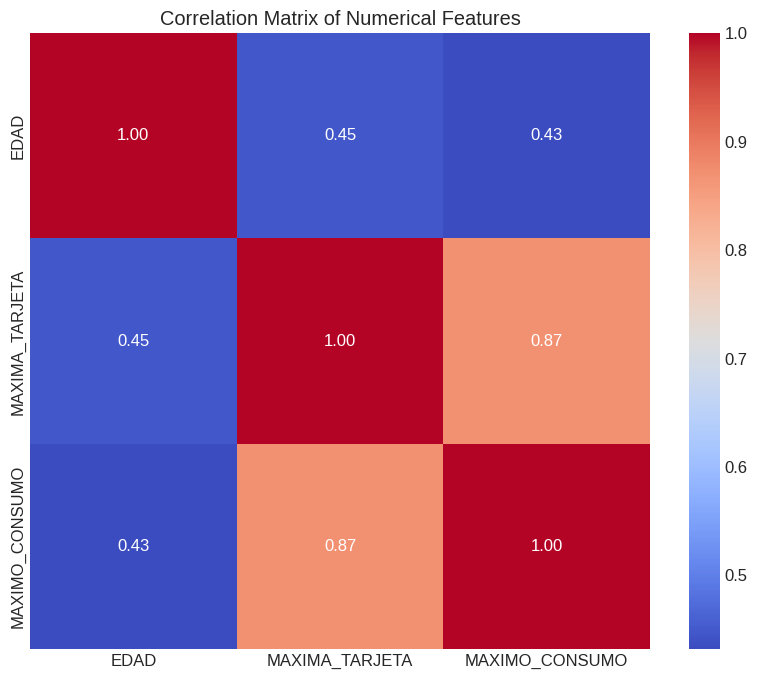 Correlation Matrix of Numerical Features
EDAD
1.00
0.45
0.43
MAXIMA_TARJETA
0.45
1.00
0.87
MAXIMO_CONSUMO
0.43
0.87
1.00
EDAD
MAXIMA_TARJETA
MAXIMO_CONSUMO
1.0
0.9
0.8
0.7
0.6
0.5